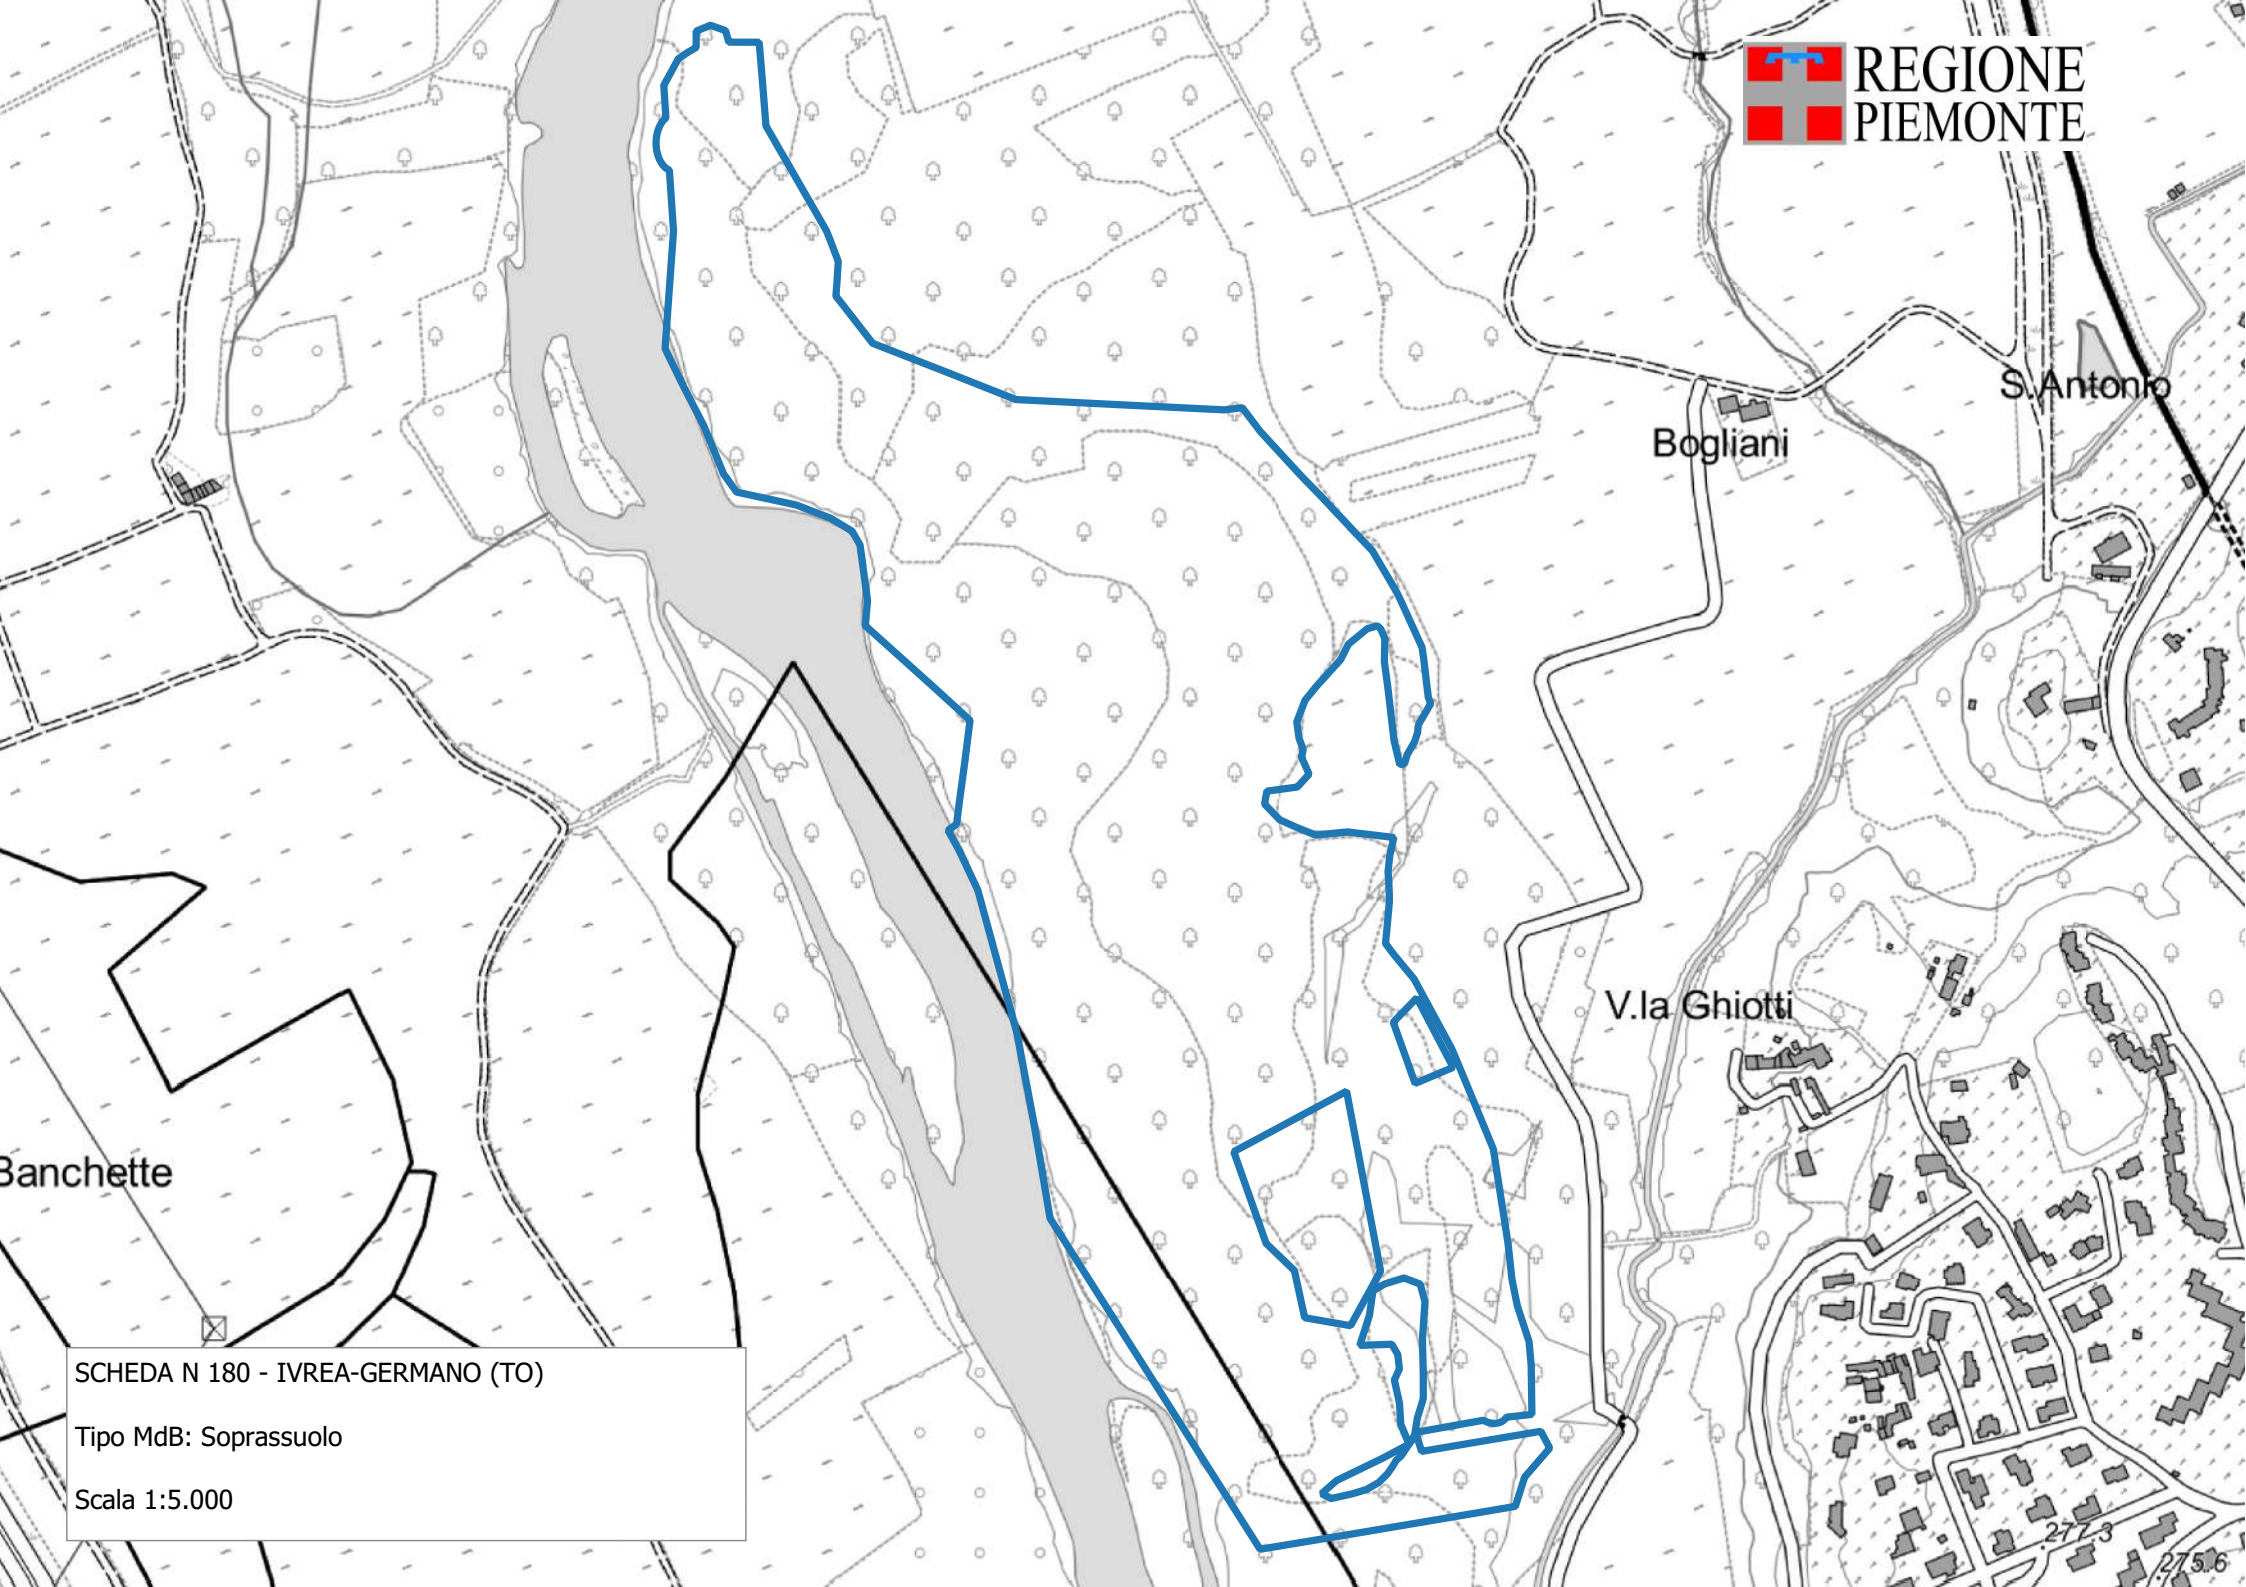 REGIONE
PIEMONTE
S.Antonio
Bogliani
V.la Ghiotti
Banchette
SCHEDA N 180 - IVREA-GERMANO (TO)
Tipo MdB: Soprassuolo
Scala 1:5.000
277.3
275.6